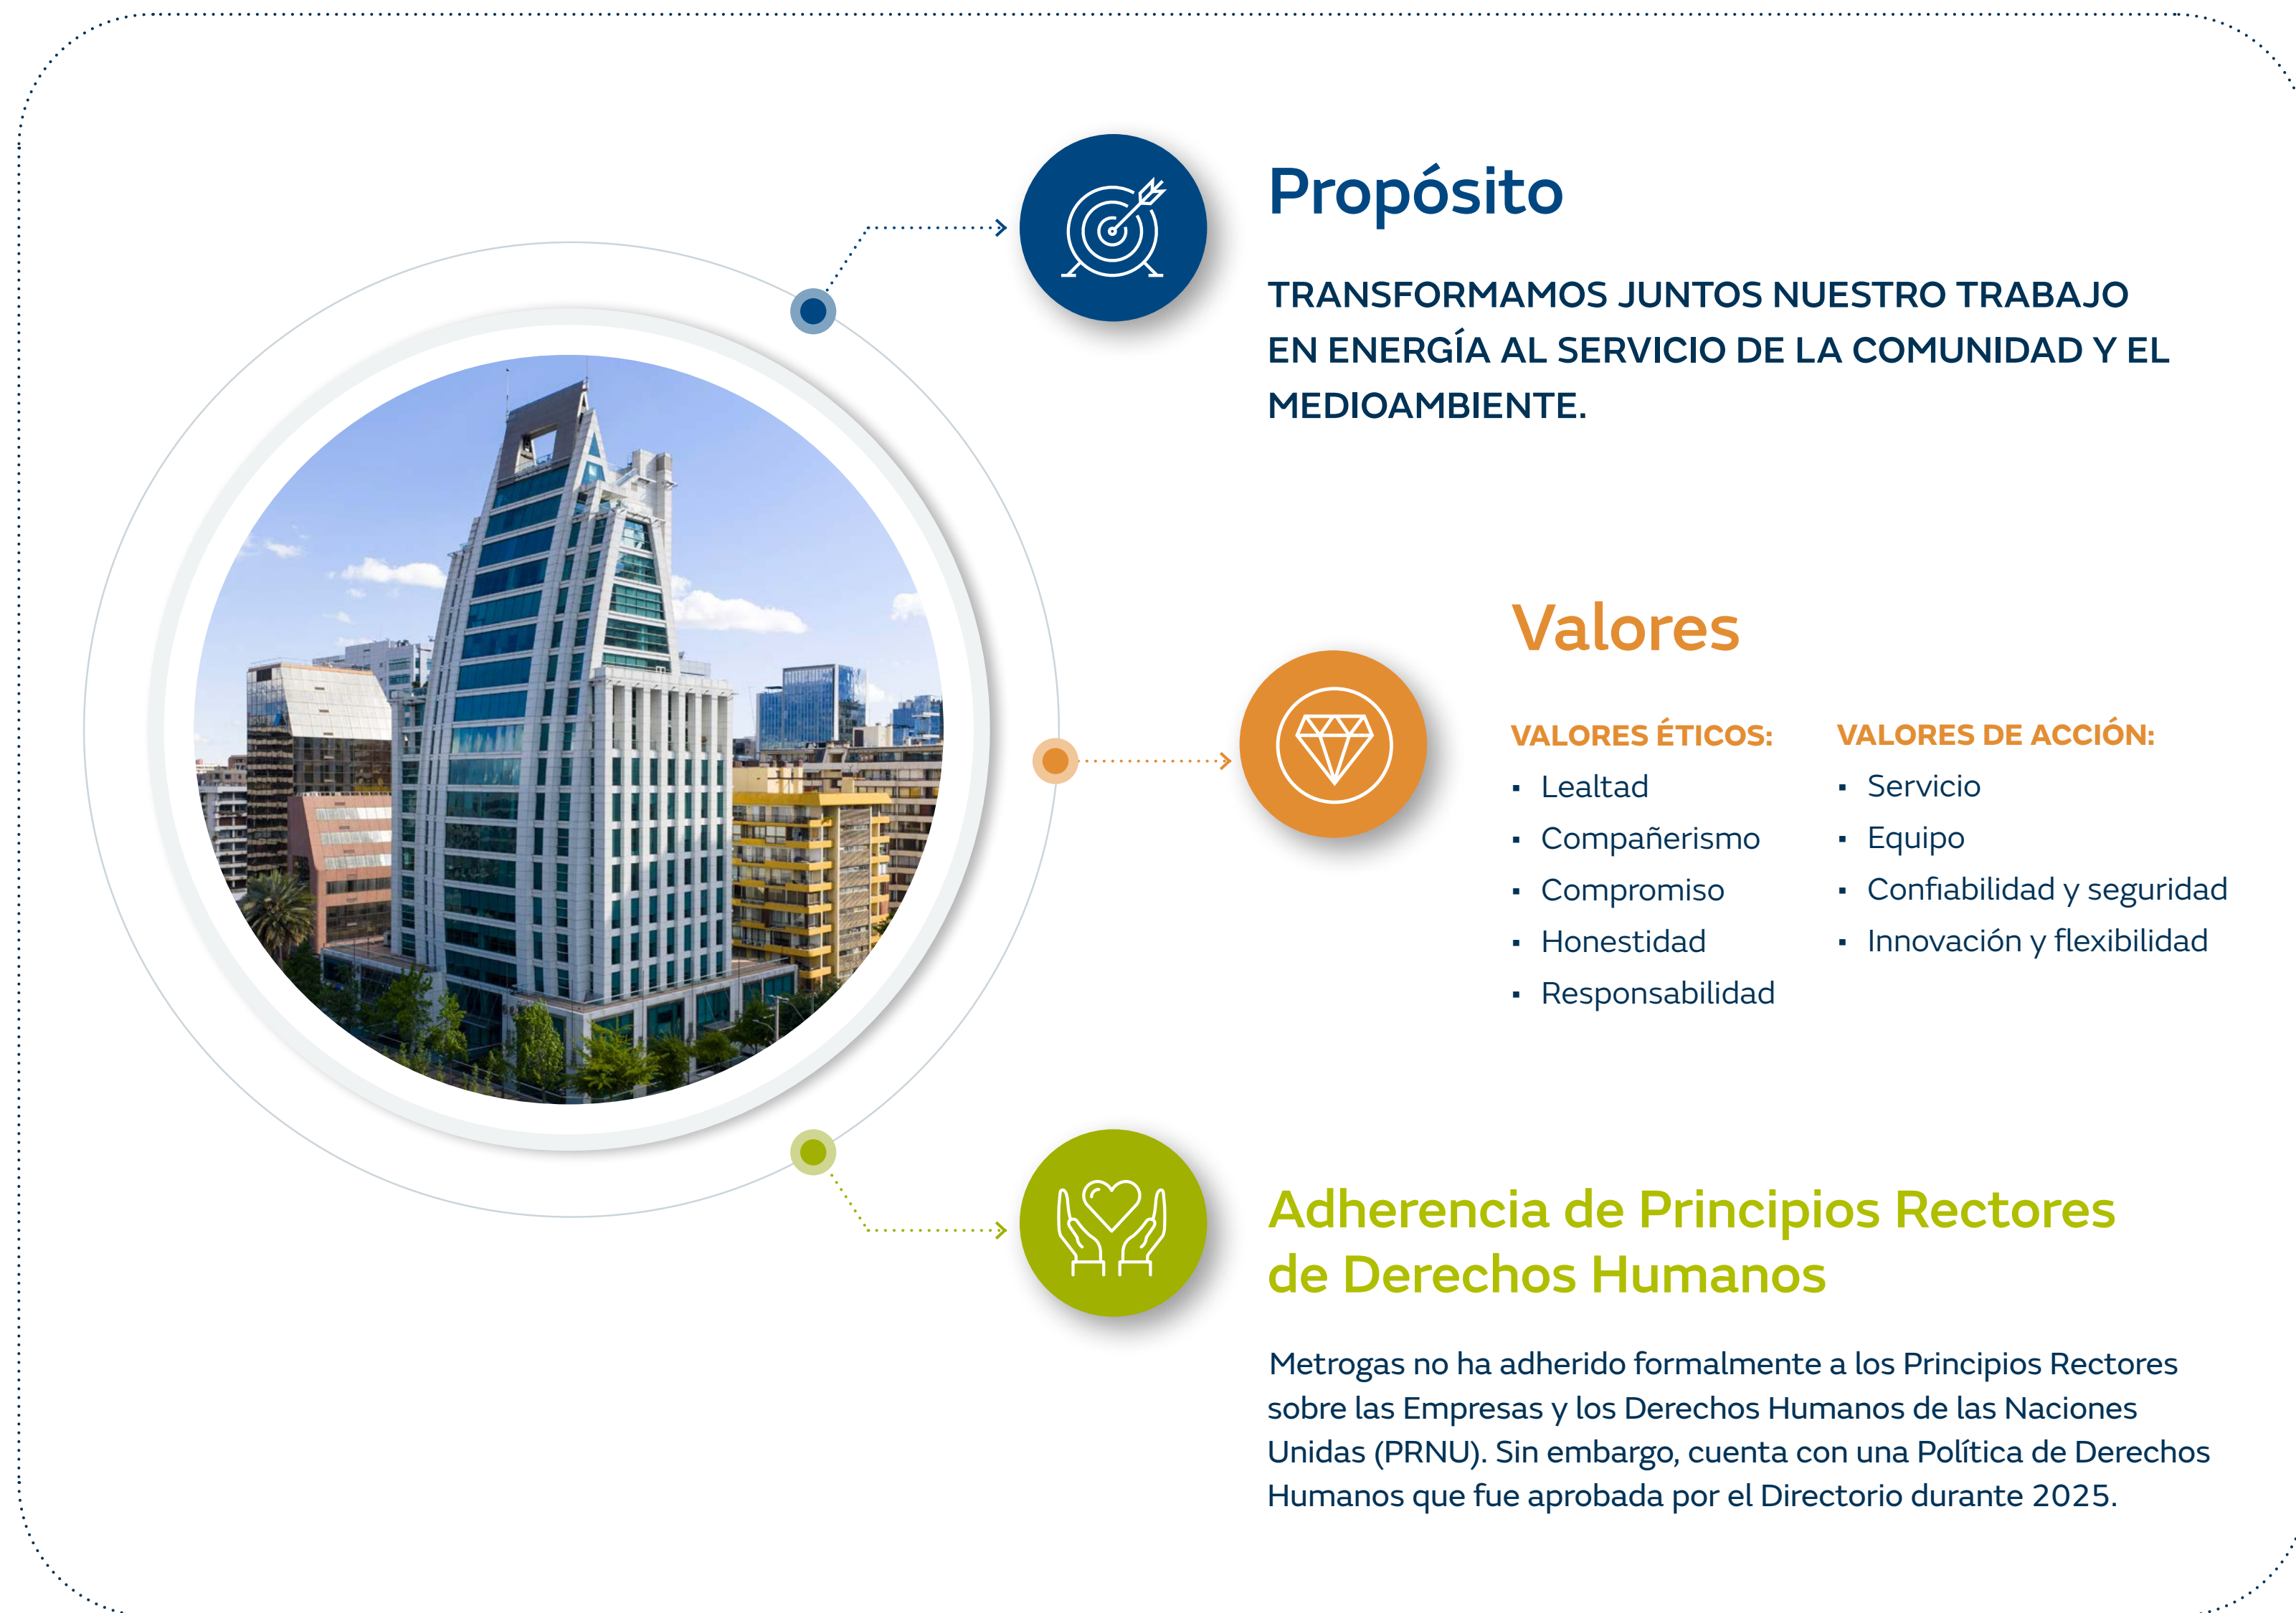 Propósito
TRANSFORMAMOS JUNTOS NUESTRO TRABAJO
EN ENERGÍA AL SERVICIO DE LA COMUNIDAD Y EL
MEDIOAMBIENTE.
Valores
VALORES ÉTICOS:
▪ Lealtad
▪ Compañerismo
▪ Compromiso
▪ Honestidad
▪ Responsabilidad
VALORES DE ACCIÓN:
▪ Servicio
▪ Equipo
▪ Confiabilidad y seguridad
▪ Innovación y flexibilidad
Adherencia de Principios Rectores
de Derechos Humanos
Metrogas no ha adherido formalmente a los Principios Rectores
sobre las Empresas y los Derechos Humanos de las Naciones
Unidas (PRNU). Sin embargo, cuenta con una Política de Derechos
Humanos que fue aprobada por el Directorio durante 2025.